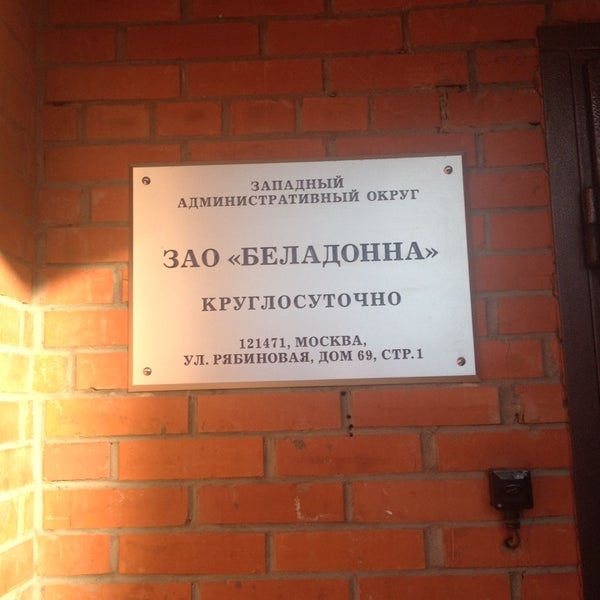 ЗАПАДНЫЙ
АДМИНИСТРАТИВНЫЙ ОКРУГ
ЗАО «БЕЛАДОННА»
КРУГЛОСУТОЧНО
121471, МОСКВА,
УЛ. РЯБИНОВАЯ, ДОМ 69, СТР.1